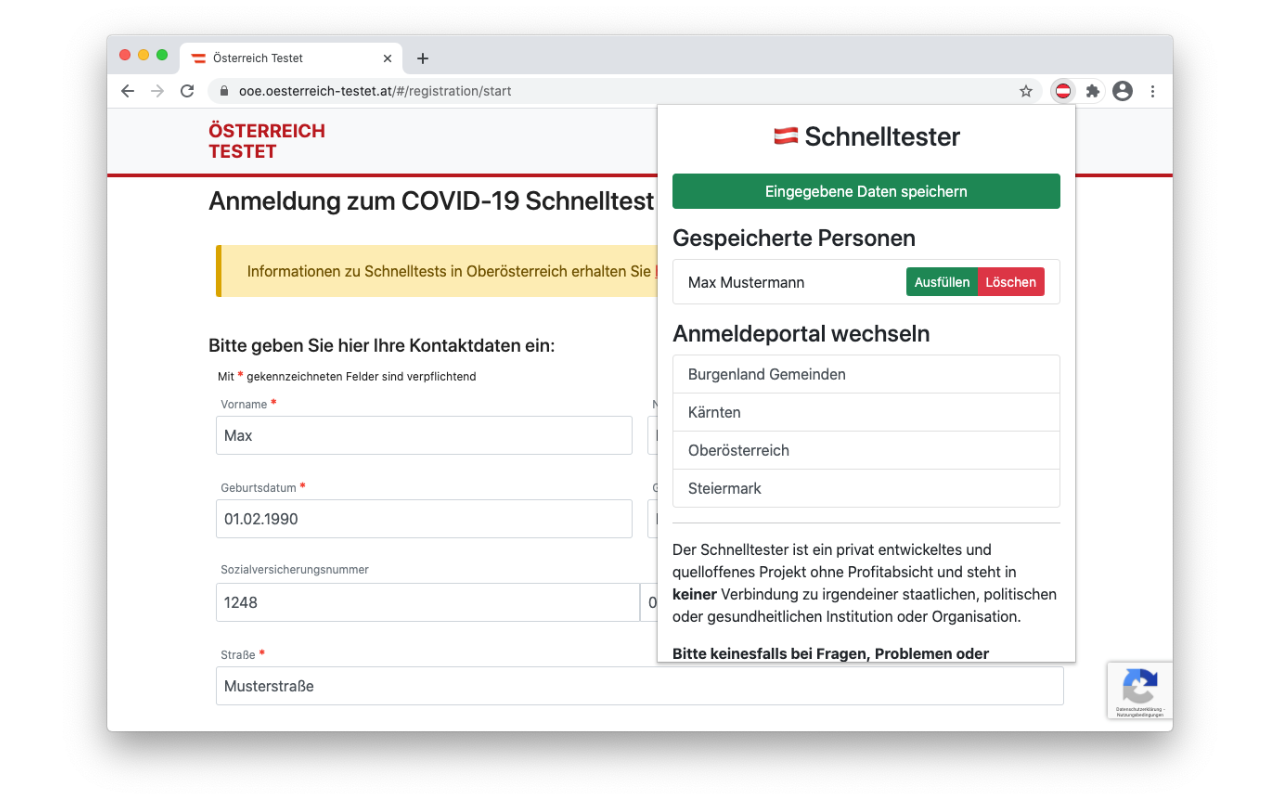 Österreich Testet
ooe.oesterreich-testet.at/#/registration/start
ÖSTERREICH
TESTET
Anmeldung zum COVID-19 Schnelltest
Informationen zu Schnelltests in Oberösterreich erhalten Sie
Bitte geben Sie hier Ihre Kontaktdaten ein:
Mit * gekennzeichneten Felder sind verpflichtend
Vorname *
Max
Geburtsdatum *
01.02.1990
Sozialversicherungsnummer
1248
Straße *
Musterstraße
Schnelltester
Eingegebene Daten speichern
Gespeicherte Personen
Max Mustermann Ausfüllen Löschen
Anmeldeportal wechseln
Burgenland Gemeinden
Kärnten
Oberösterreich
Steiermark
Der Schnelltester ist ein privat entwickeltes und
quelloffenes Projekt ohne Profitabsicht und steht in
keiner Verbindung zu irgendeiner staatlichen, politischen
oder gesundheitlichen Institution oder Organisation.
Bitte keinesfalls bei Fragen, Problemen oder
Datenschutzerklärung -
Nutzungsbedingungen